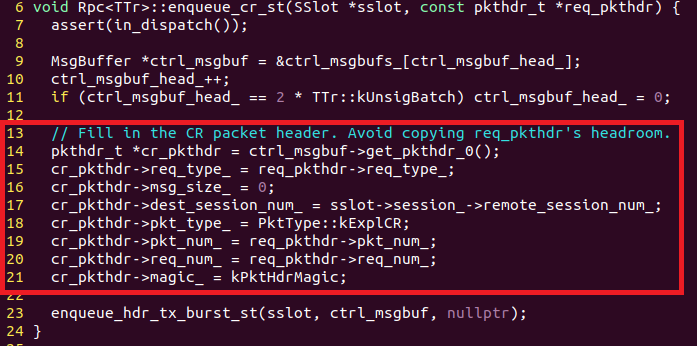 6 void Rpc<TTr>::enqueue_cr_st(SSlot *sslot, const pkthdr_t *req_pkthdr) {
7   assert(in_dispatch());
8
9   MsgBuffer *ctrl_msgbuf = &ctrl_msgbufs_[ctrl_msgbuf_head_];
10   ctrl_msgbuf_head_++;
11   if (ctrl_msgbuf_head_ == 2 * TTr::kUnsigBatch) ctrl_msgbuf_head_ = 0;
12
13   // Fill in the CR packet header. Avoid copying req_pkthdr's headroom.
14   pkthdr_t *cr_pkthdr = ctrl_msgbuf->get_pkthdr_0();
15   cr_pkthdr->req_type_ = req_pkthdr->req_type_;
16   cr_pkthdr->msg_size_ = 0;
17   cr_pkthdr->dest_session_num_ = sslot->session_->remote_session_num_;
18   cr_pkthdr->pkt_type_ = PktType::kExplCR;
19   cr_pkthdr->pkt_num_ = req_pkthdr->pkt_num_;
20   cr_pkthdr->req_num_ = req_pkthdr->req_num_;
21   cr_pkthdr->magic_ = kPktHdrMagic;
22
23   enqueue_hdr_tx_burst_st(sslot, ctrl_msgbuf, nullptr);
24 }
25